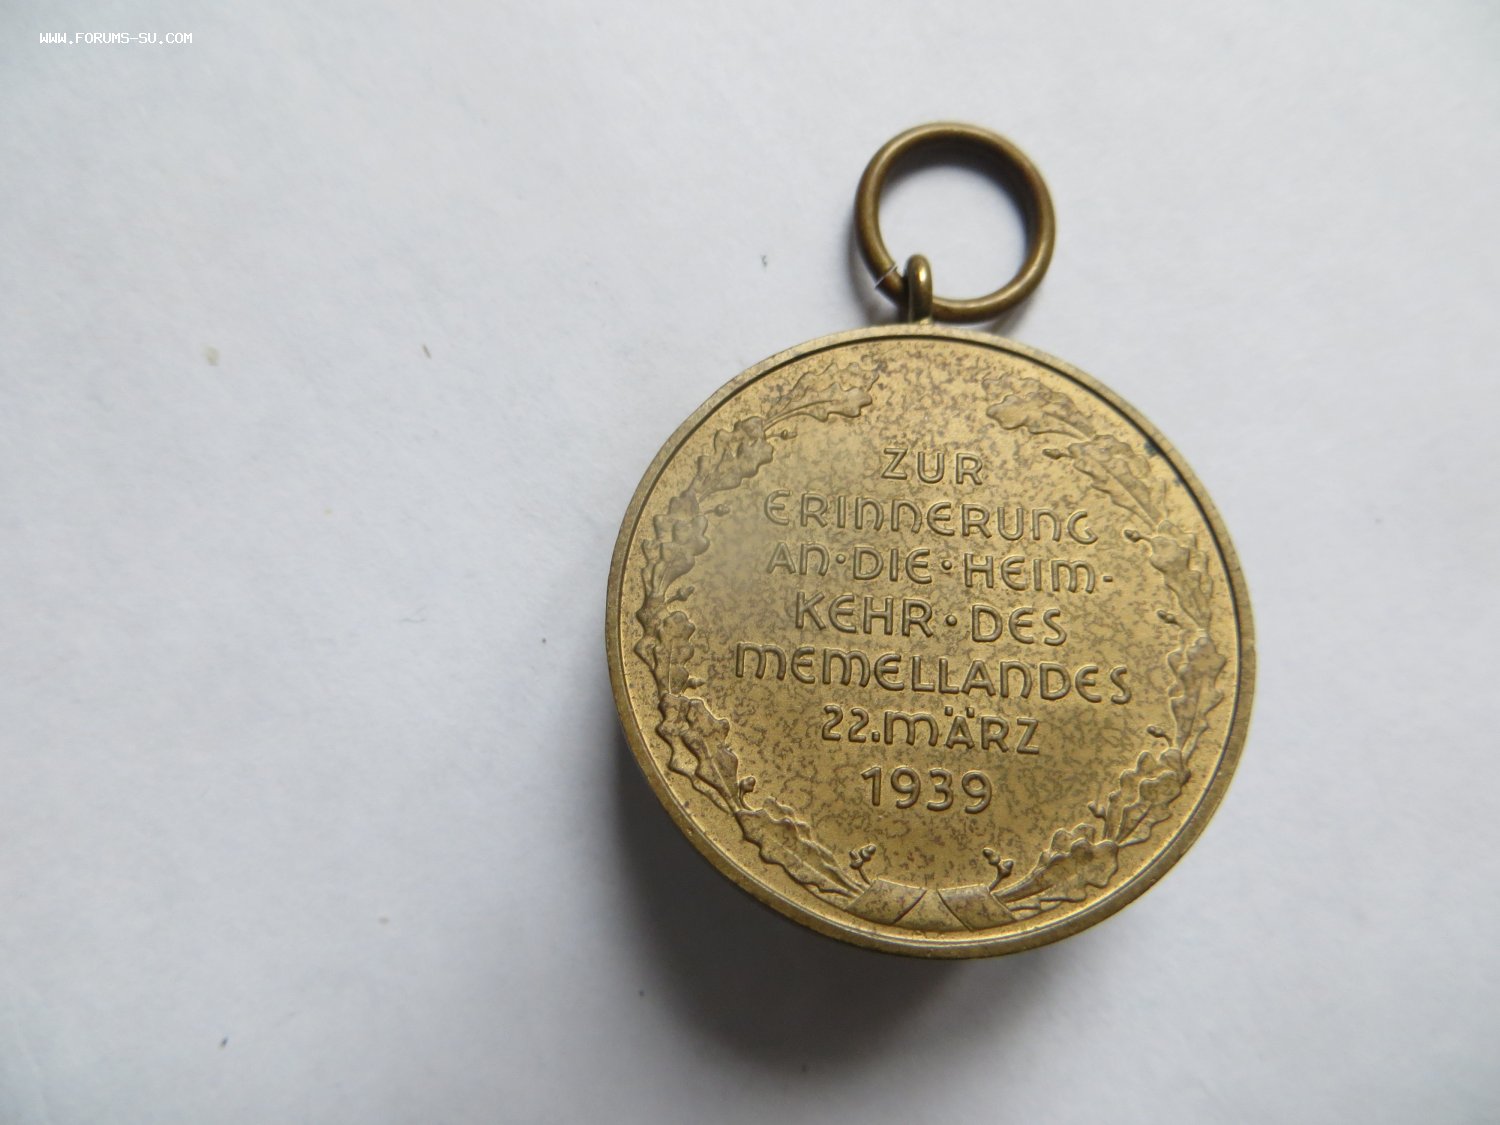 WWW.FORUMS-SU.COM
ZUR
ERINNERUNG
AN·DIE·HEIM-
KEHR·DES
MEMELLANDES
22.MÄRZ
1939